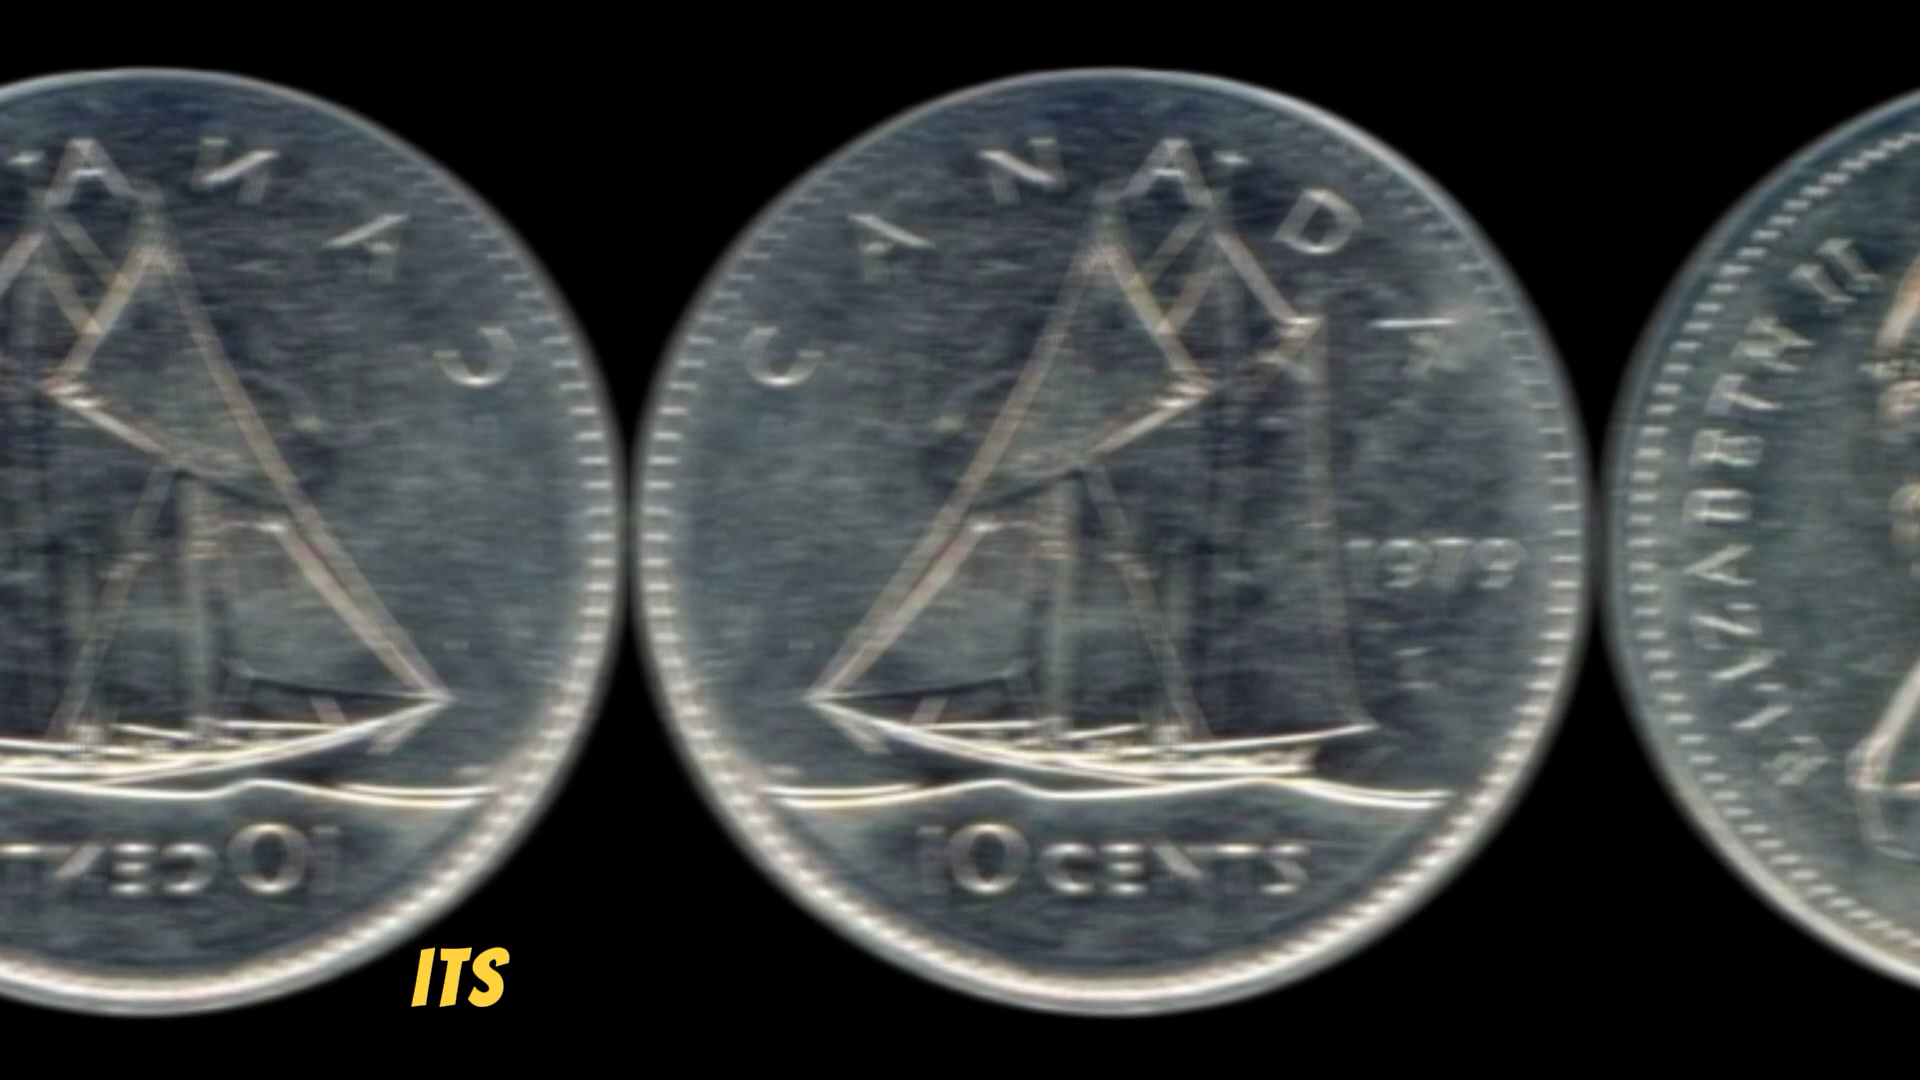 CANADA
1979
10 CENTS
ELIZABETH II
ITS